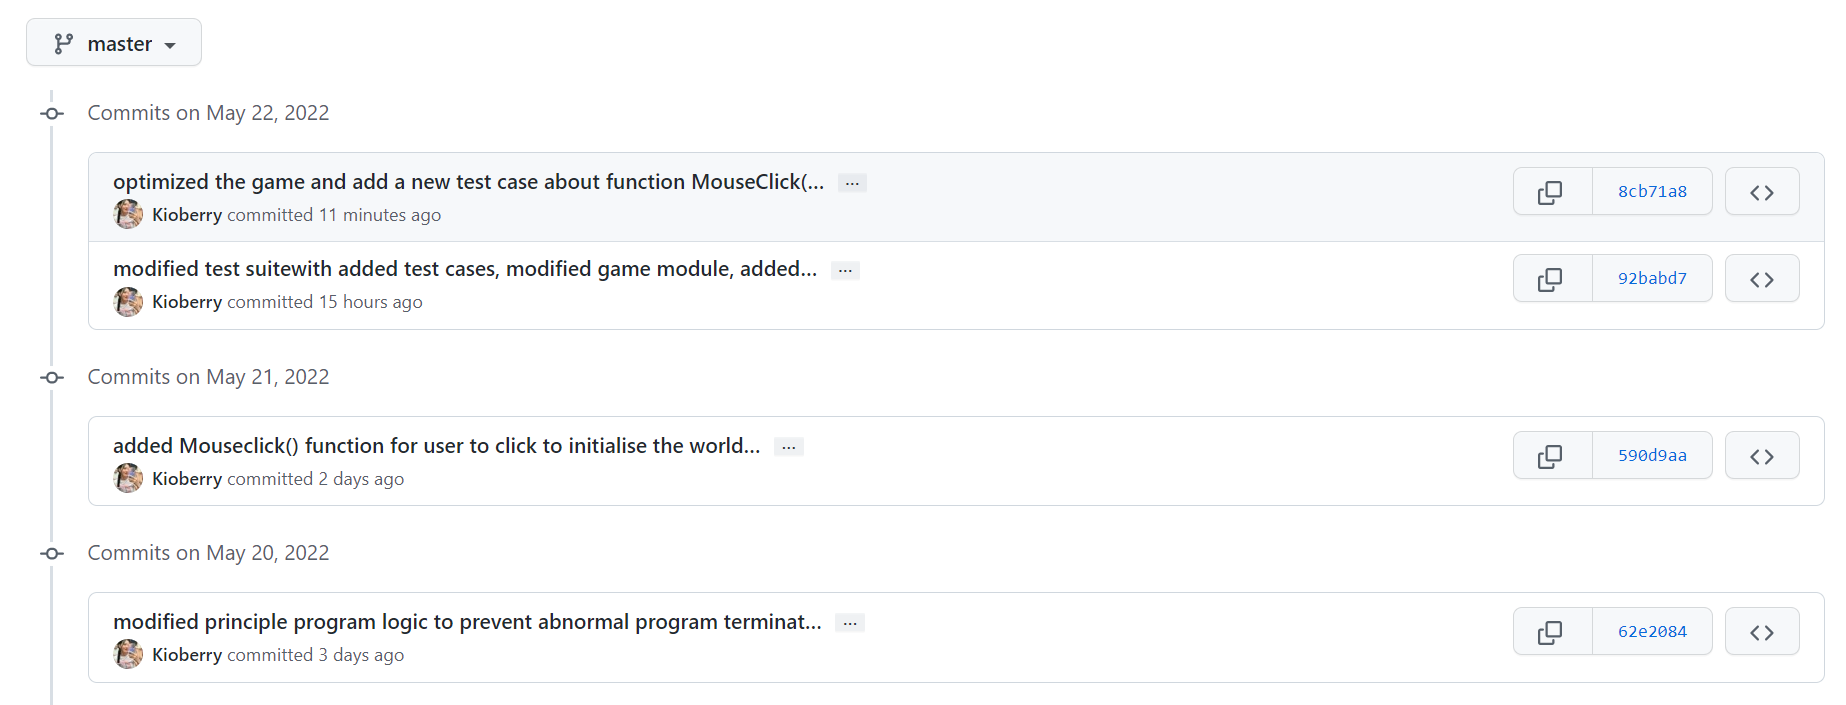 master
Commits on May 22, 2022
optimized the game and add a new test case about function MouseClick(... ...
Kioberry committed 11 minutes ago
8cb71a8
modified test suitewith added test cases, modified game module, added... ...
Kioberry committed 15 hours ago
92babd7
Commits on May 21, 2022
added Mouseclick() function for user to click to initialise the world... ...
Kioberry committed 2 days ago
590d9aa
Commits on May 20, 2022
modified principle program logic to prevent abnormal program terminat... ...
Kioberry committed 3 days ago
62e2084